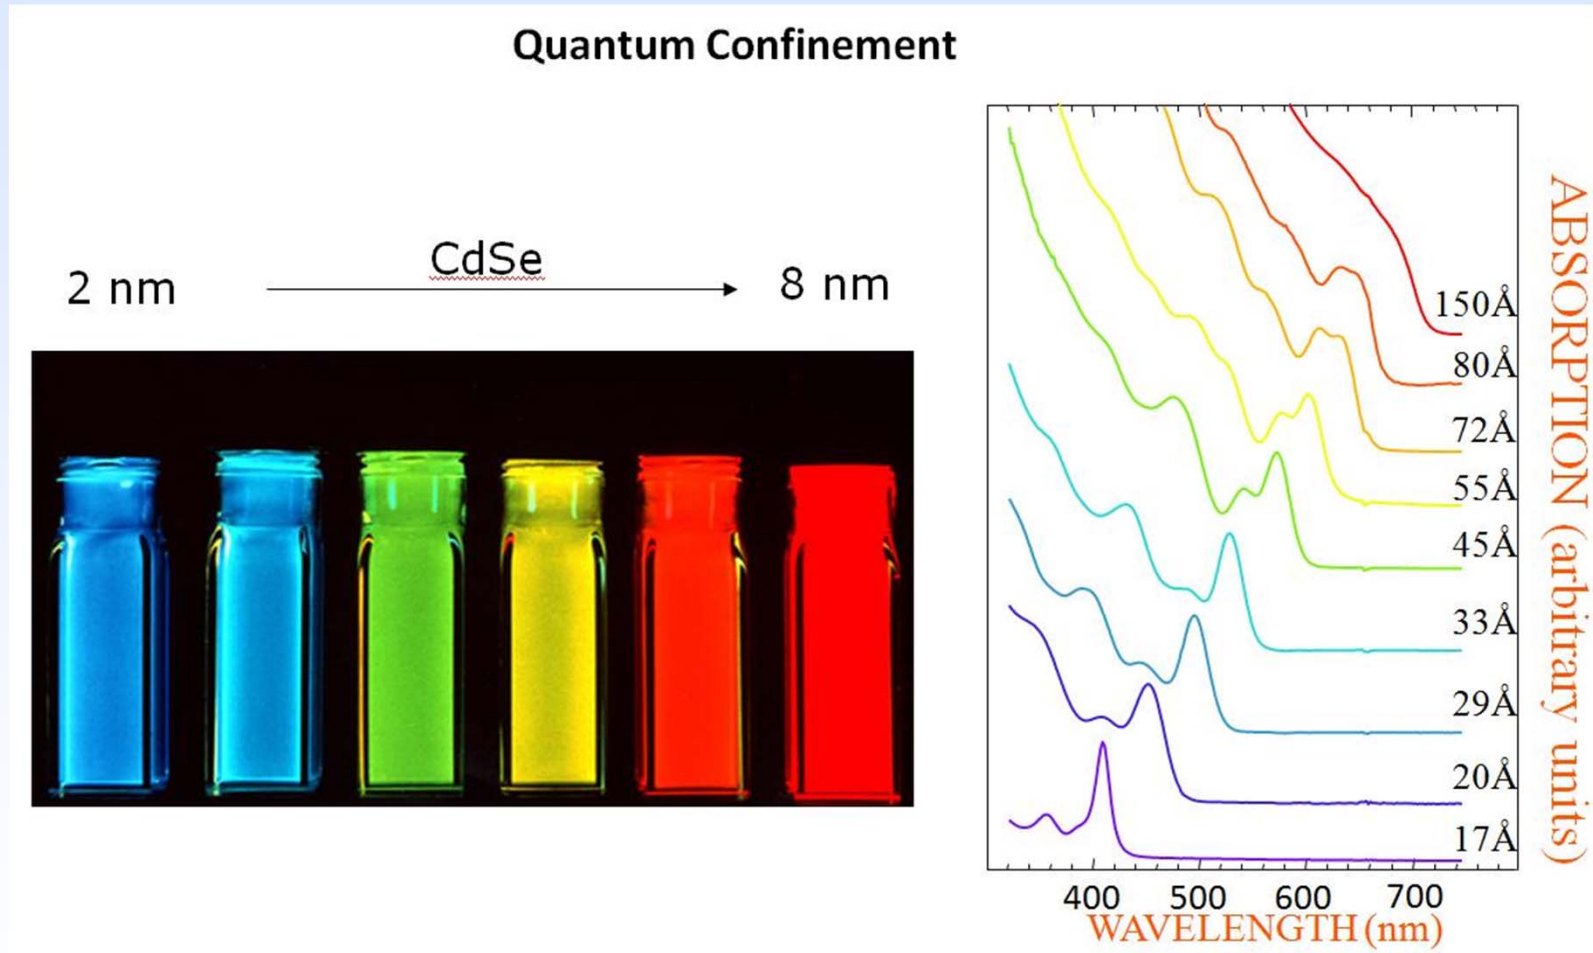 Quantum Confinement
2 nm
CdSe
8 nm
150Å
80Å
72Å
55Å
45Å
33Å
29Å
20Å
17Å
400 500 600 700
WAVELENGTH (nm)
ABSORPTION (arbitrary units)